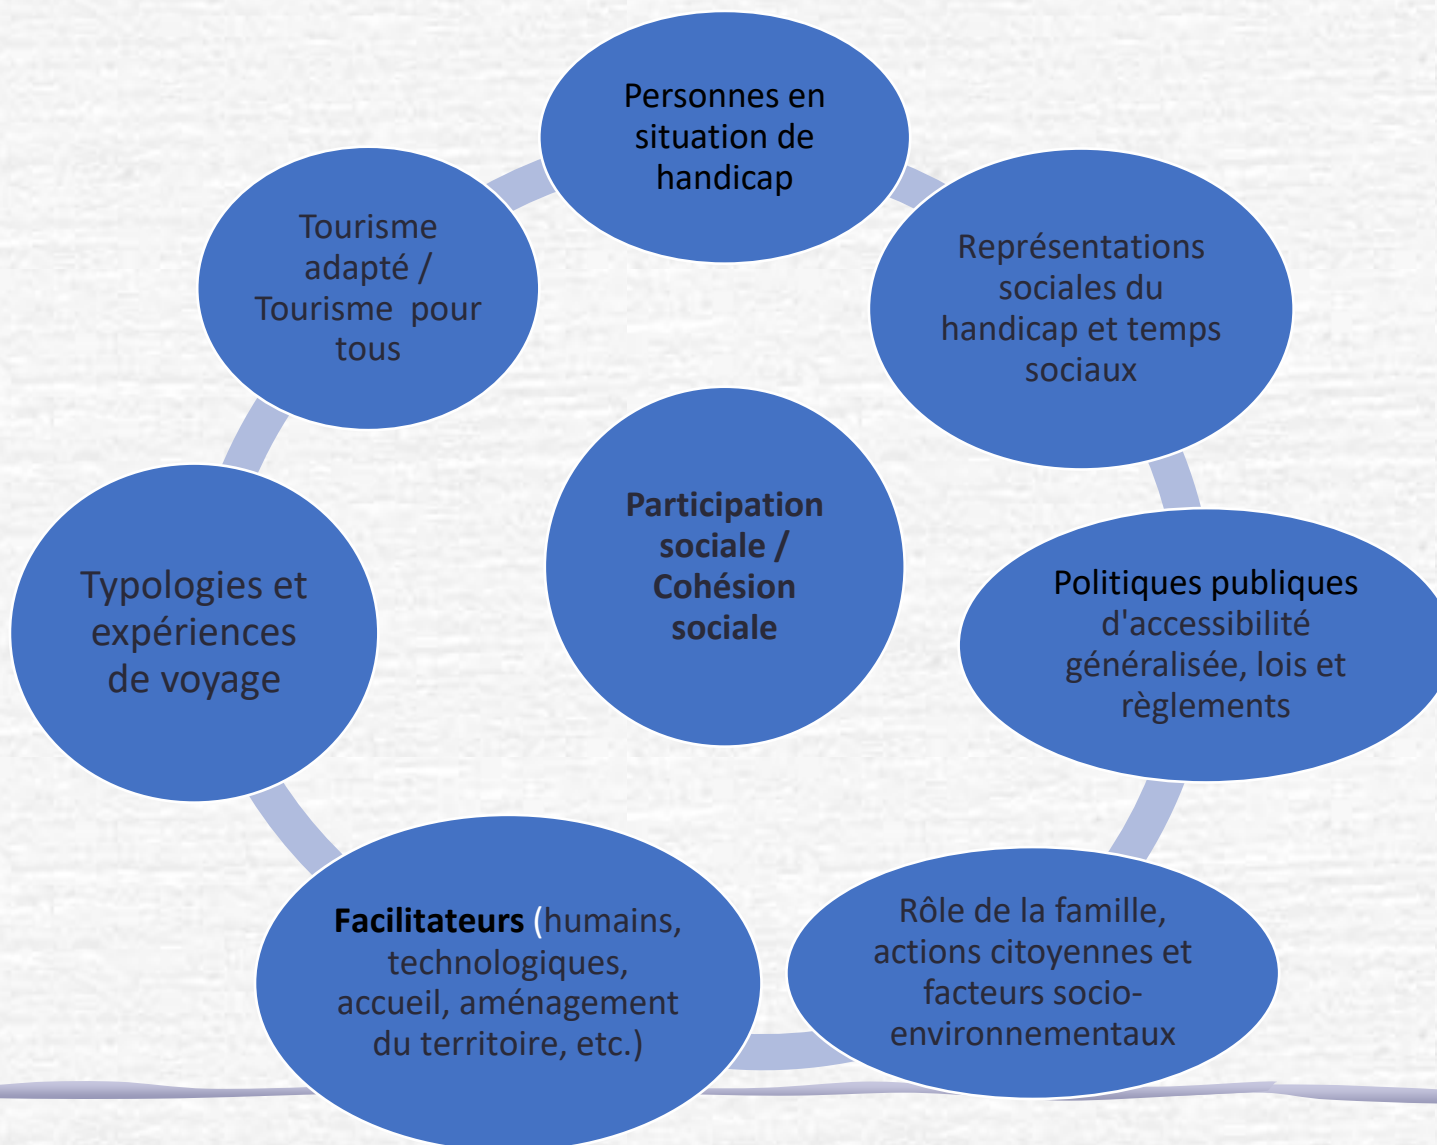 Personnes en
situation de
handicap
Représentations
sociales du
handicap et temps
sociaux
Politiques publiques
d'accessibilité
généralisée, lois et
règlements
Rôle de la famille,
actions citoyennes et
facteurs socio-
environnementaux
Facilitateurs (humains,
technologiques,
accueil, aménagement
du territoire, etc.)
Typologies et
expériences
de voyage
Tourisme
adapté /
Tourisme  pour
tous
Participation
sociale /
Cohésion
sociale